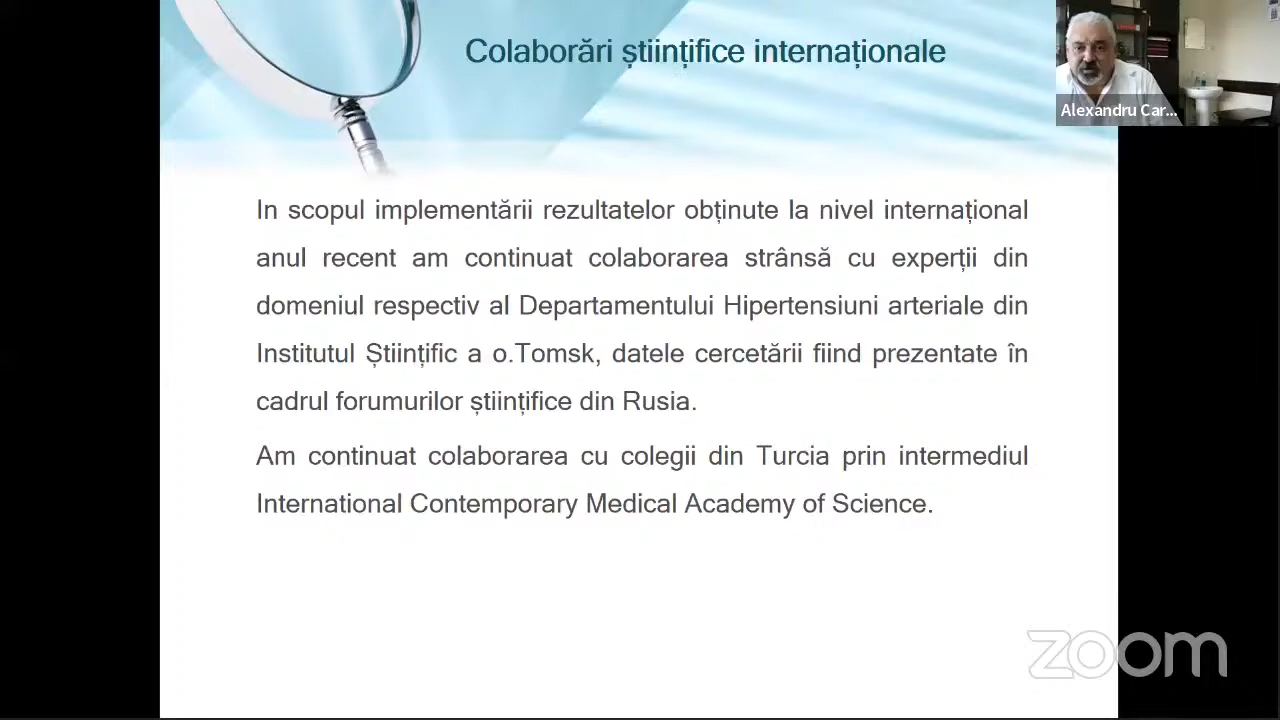 Colaborări științifice internaționale
Alexandru Car...
In scopul implementării rezultatelor obținute la nivel internațional
anul recent am continuat colaborarea strânsă cu experții din
domeniul respectiv al Departamentului Hipertensiuni arteriale din
Institutul Științific a o.Tomsk, datele cercetării fiind prezentate în
cadrul forumurilor științifice din Rusia.
Am continuat colaborarea cu colegii din Turcia prin intermediul
International Contemporary Medical Academy of Science.
zoom